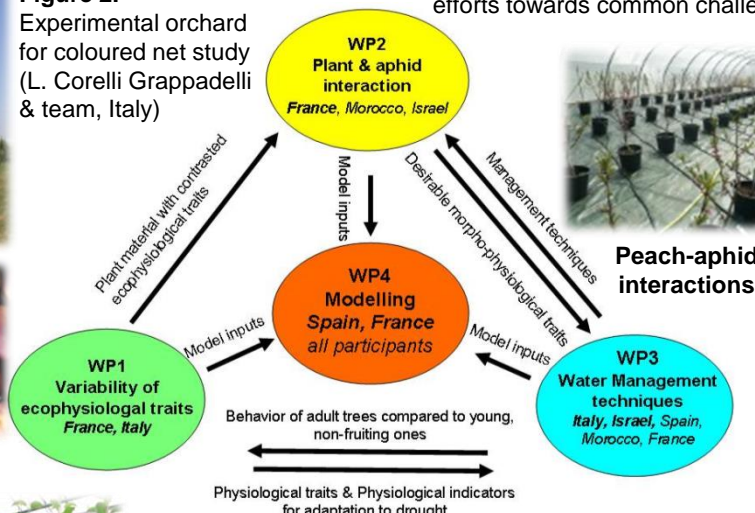 Experimental orchard
for coloured net study
(L. Corelli Grappadelli
& team, Italy)
efforts towards common
WP2
Plant & aphid
interaction
France, Morocco, Israel
Plant material with contrasted
ecophysiological traits
Model inputs
Desirable morpho-physiological traits
Management techniques
Peach-aphid
interactions
WP4
Modelling
Spain, France
all participants
Model inputs
Model inputs
WP1
Variability of
ecophysiologal traits
France, Italy
WP3
Water Management
techniques
Italy, Israel, Spain,
Morocco, France
Behavior of adult trees compared to young,
non-fruiting ones
Physiological traits & Physiological indicators
for adaptation to drought